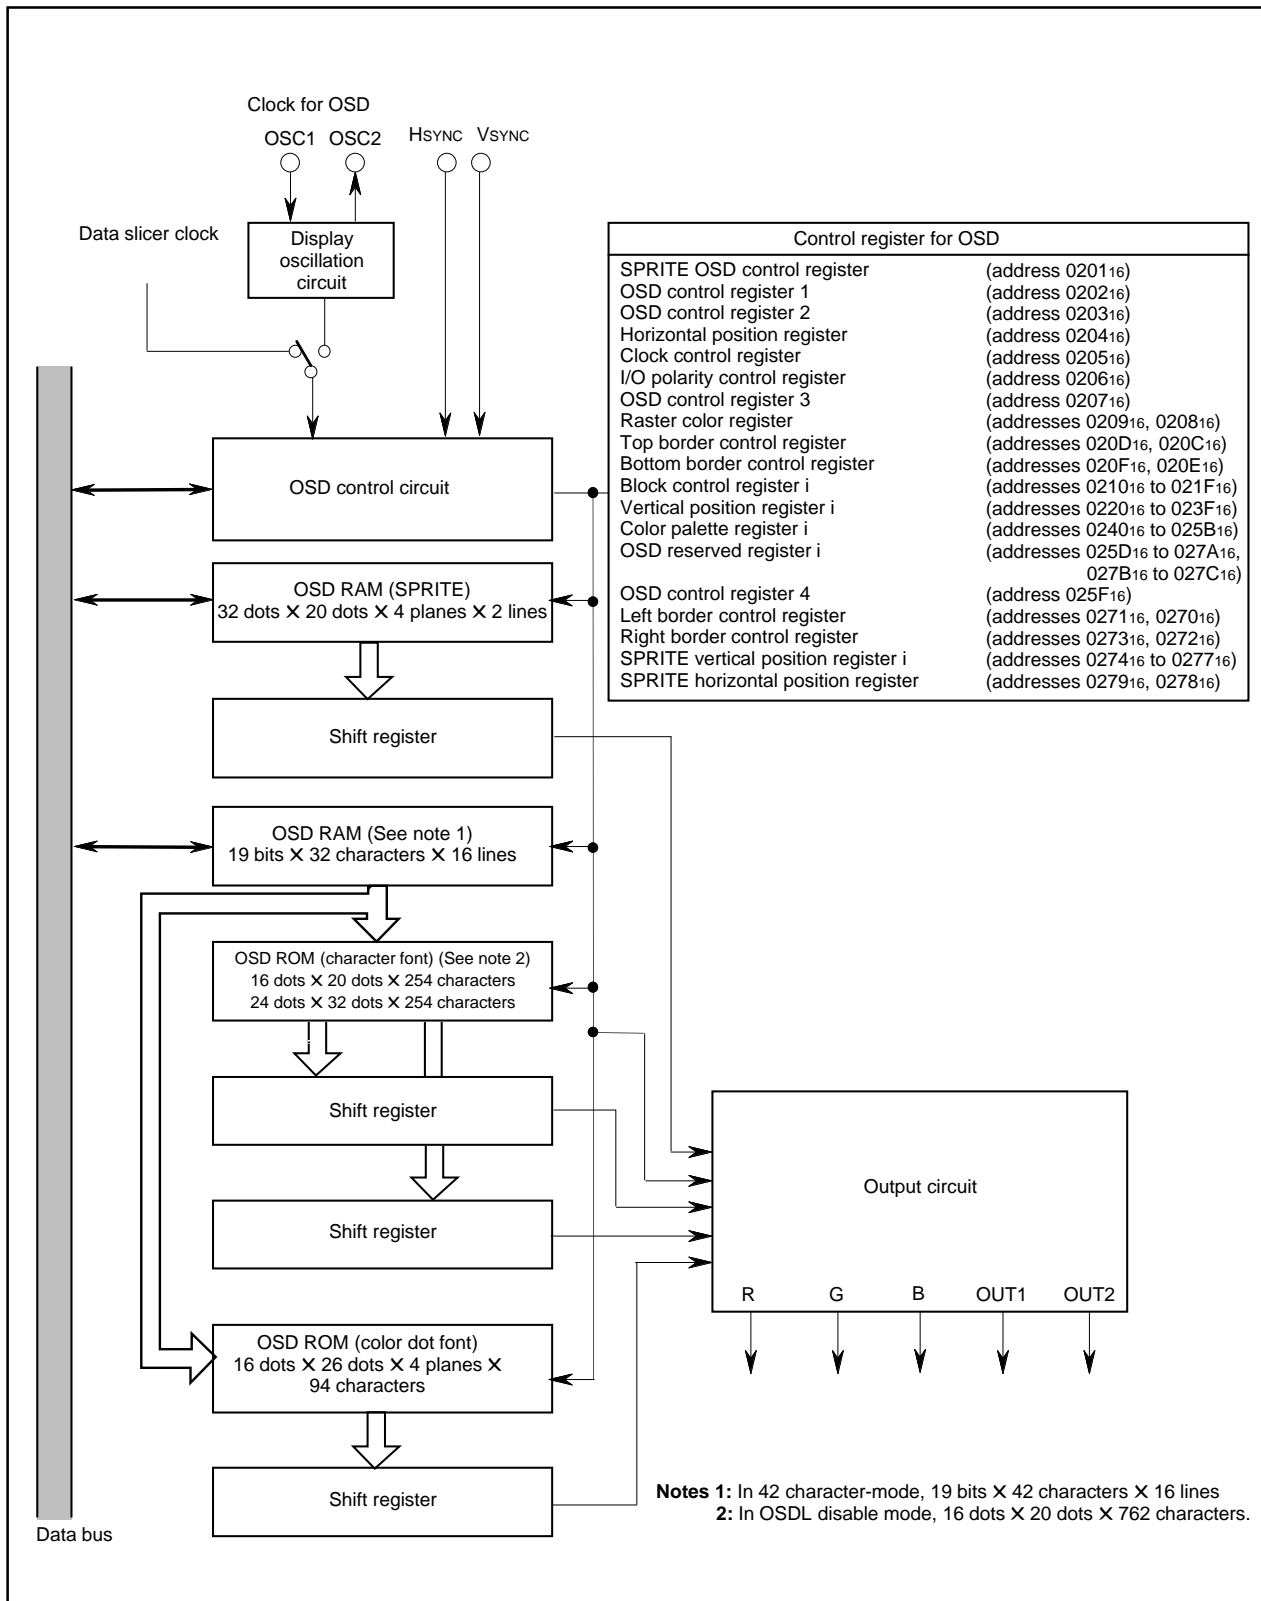 Clock for OSD
OSC1 OSC2 HSYNC VSYNC
Data slicer clock
Display
oscillation
circuit
Control register for OSD
SPRITE OSD control register (address 020116)
OSD control register 1 (address 020216)
OSD control register 2 (address 020316)
Horizontal position register (address 020416)
Clock control register (address 020516)
I/O polarity control register (address 020616)
OSD control register 3 (address 020716)
Raster color register (addresses 020916, 020816)
Top border control register (addresses 020D16, 020C16)
Bottom border control register (addresses 020F16, 020E16)
Block control register i (addresses 021016 to 021F16)
Vertical position register i (addresses 022016 to 023F16)
Color palette register i (addresses 024016 to 025B16)
OSD reserved register i (addresses 025D16 to 027A16,
027B16 to 027C16)
OSD control register 4 (address 025F16)
Left border control register (addresses 027116, 027016)
Right border control register (addresses 027316, 027216)
SPRITE vertical position register i (addresses 027416 to 027716)
SPRITE horizontal position register (addresses 027916, 027816)
OSD control circuit
OSD RAM (SPRITE)
32 dots X 20 dots X 4 planes X 2 lines
Shift register
OSD RAM (See note 1)
19 bits X 32 characters X 16 lines
OSD ROM (character font) (See note 2)
16 dots X 20 dots X 254 characters
24 dots X 32 dots X 254 characters
Shift register
Shift register
Output circuit
R G B OUT1 OUT2
OSD ROM (color dot font)
16 dots X 26 dots X 4 planes X
94 characters
Shift register
Data bus
Notes 1: In 42 character-mode, 19 bits X 42 characters X 16 lines
2: In OSDL disable mode, 16 dots X 20 dots X 762 characters.